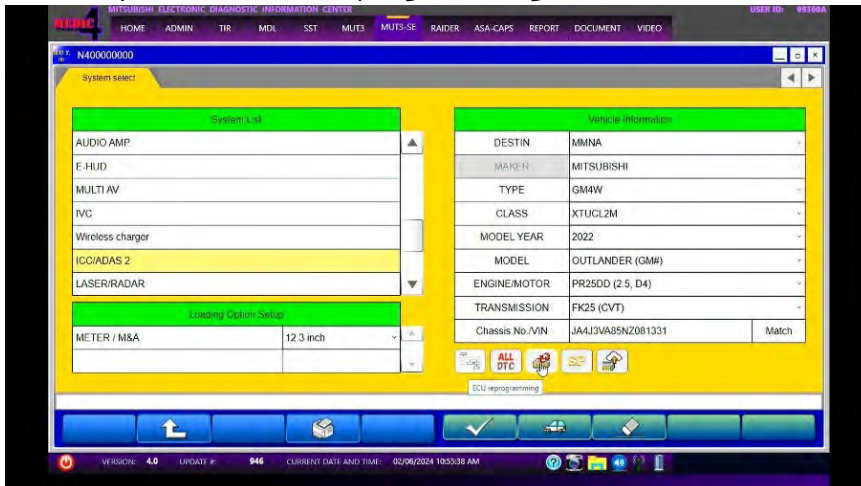 MITSUBISHI ELECTRONIC DIAGNOSTIC INFORMATION CENTER
USER ID: 99360A
MEDIC 4
HOME ADMIN TIR MDL SST MUT3 MUT3-SE RAIDER ASA-CAPS REPORT DOCUMENT VIDEO
N400000000
System select
System List
AUDIO AMP
E-HUD
MULTI AV
IVC
Wireless charger
ICC/ADAS 2
LASER/RADAR
Loading Option Setup
METER / M&A 12.3 inch
Vehicle Information
DESTIN MMNA
MAKER MITSUBISHI
TYPE GM4W
CLASS XTUCL2M
MODEL YEAR 2022
MODEL OUTLANDER (GM#)
ENGINE/MOTOR PR25DD (2.5, D4)
TRANSMISSION FK25 (CVT)
Chassis No./VIN JA4J3VA85NZ081331 Match
ALL DTC SP
ECU reprogramming
VERSION: 4.0 UPDATE #: 946 CURRENT DATE AND TIME: 02/08/2024 10:55:38 AM